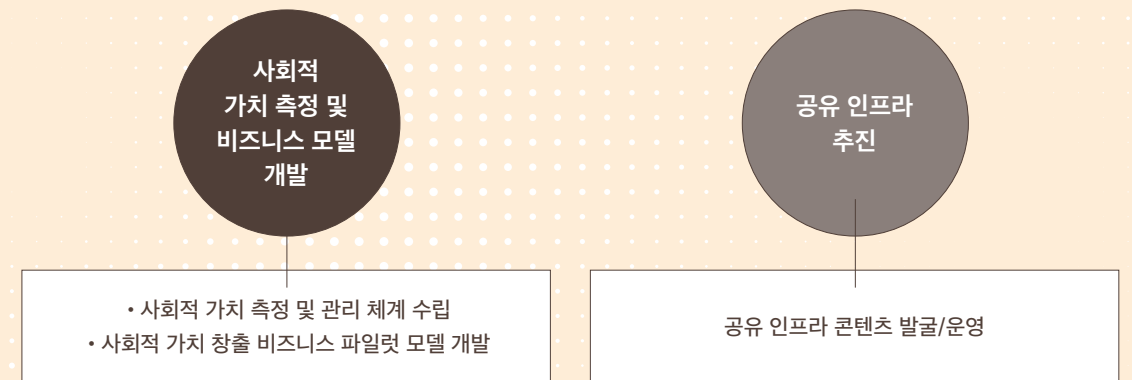 사회적
가치 측정 및
비즈니스 모델
개발
• 사회적 가치 측정 및 관리 체계 수립
• 사회적 가치 창출 비즈니스 파일럿 모델 개발
공유 인프라
추진
공유 인프라 콘텐츠 발굴/운영